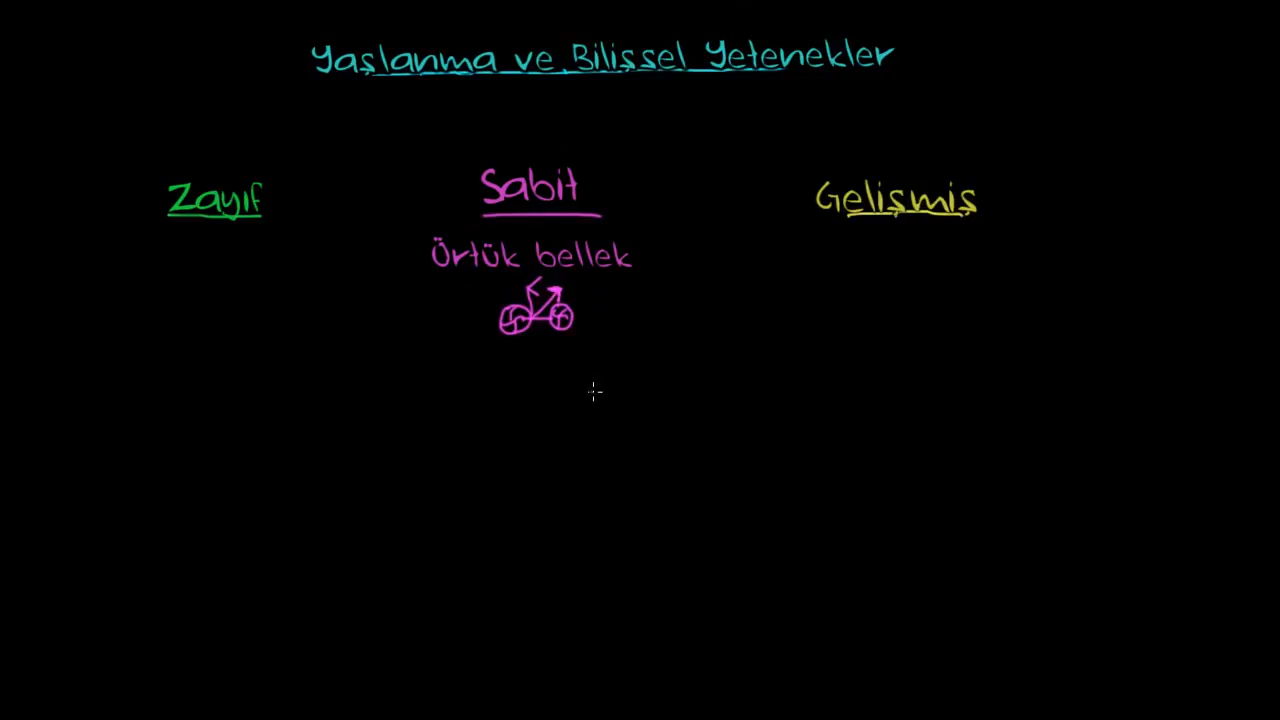 Yaşlanma ve Bilişsel Yetenekler
Zayıf Sabit Gelişmiş
Örtük bellek